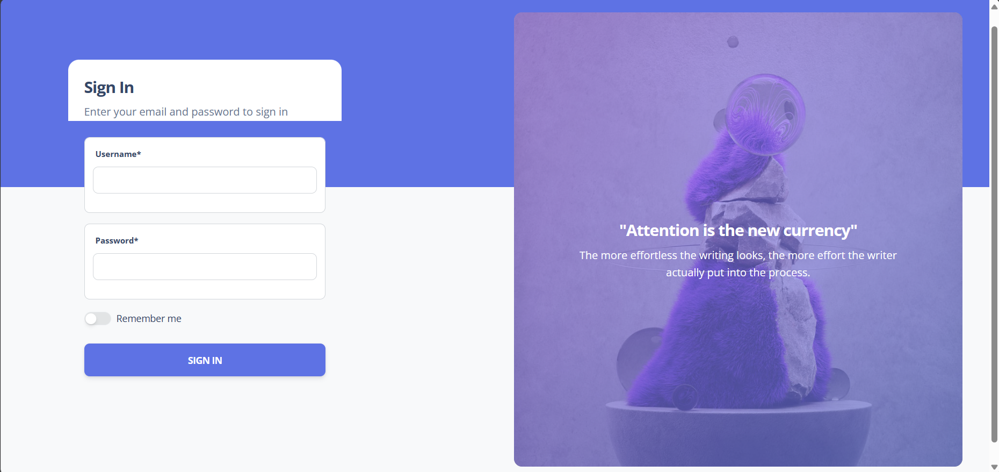 Sign In
Enter your email and password to sign in
Username*
Password*
Remember me
SIGN IN
"Attention is the new currency"
The more effortless the writing looks, the more effort the writer
actually put into the process.